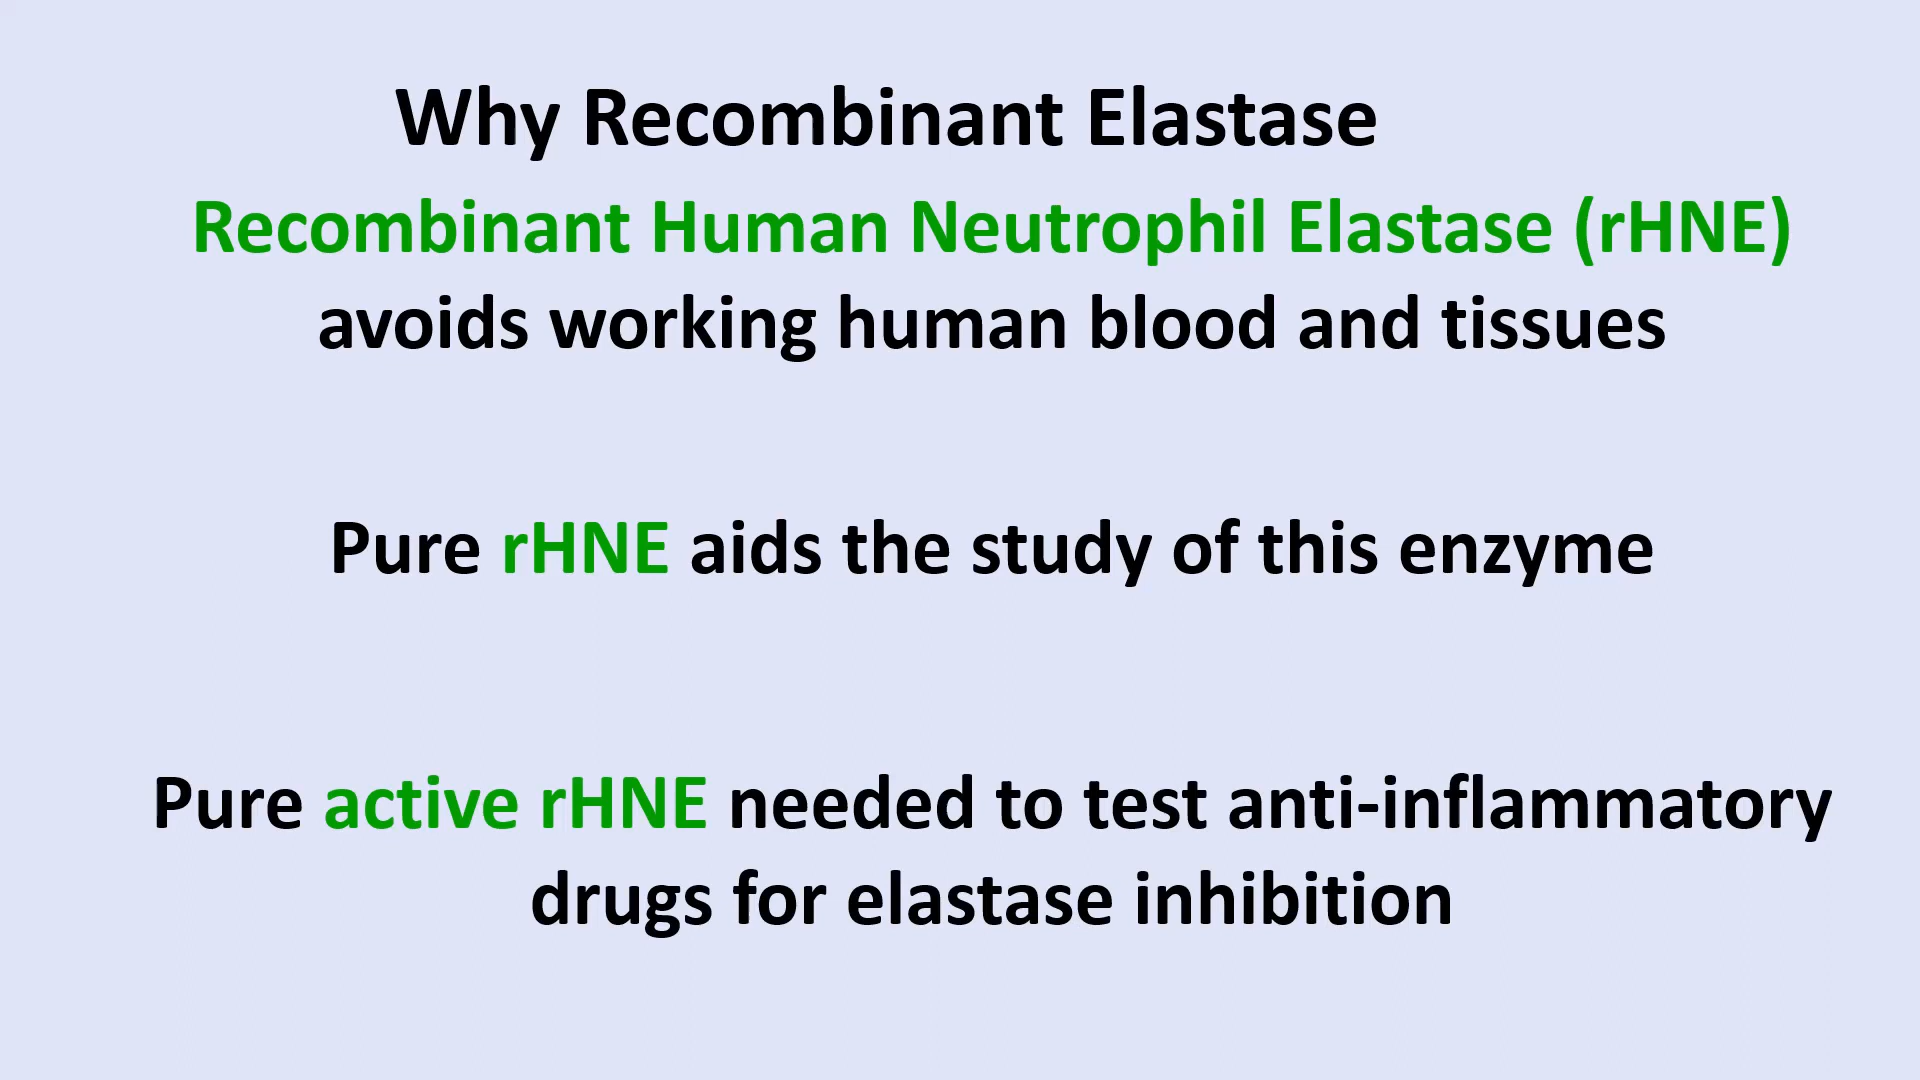 Why Recombinant Elastase
Recombinant Human Neutrophil Elastase (rHNE)
avoids working human blood and tissues
Pure rHNE aids the study of this enzyme
Pure active rHNE needed to test anti-inflammatory
drugs for elastase inhibition